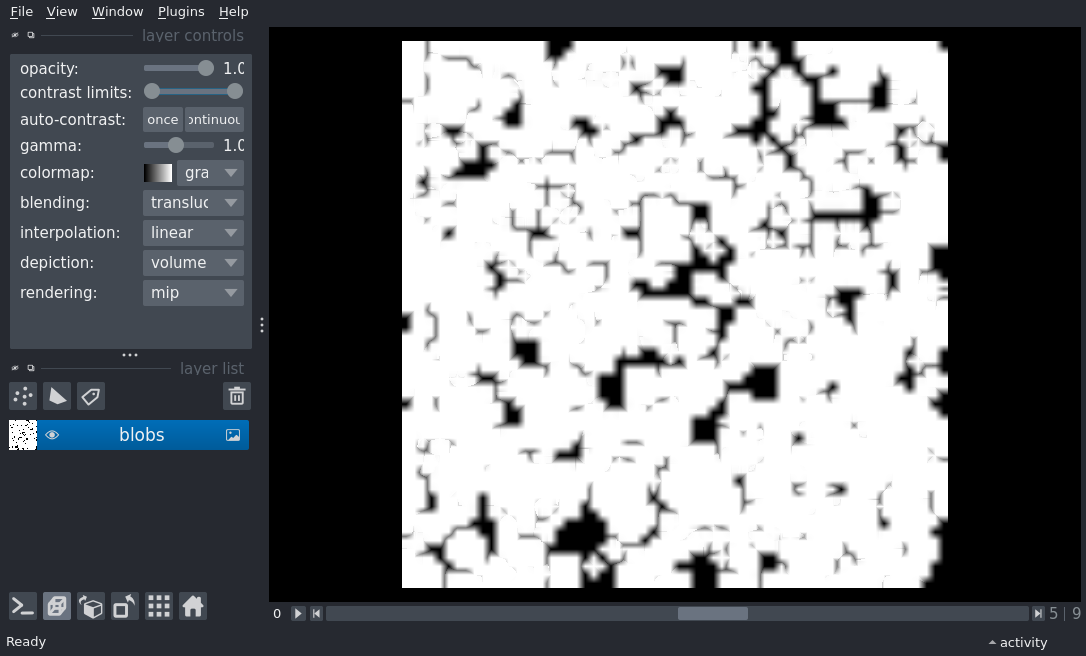 File View Window Plugins Help
layer controls
opacity: 1.0
contrast limits:
auto-contrast: once ontinuou
gamma: 1.0
colormap: gra
blending: transluc
interpolation: linear
depiction: volume
rendering: mip
layer list
blobs
0 5 | 9
Ready activity